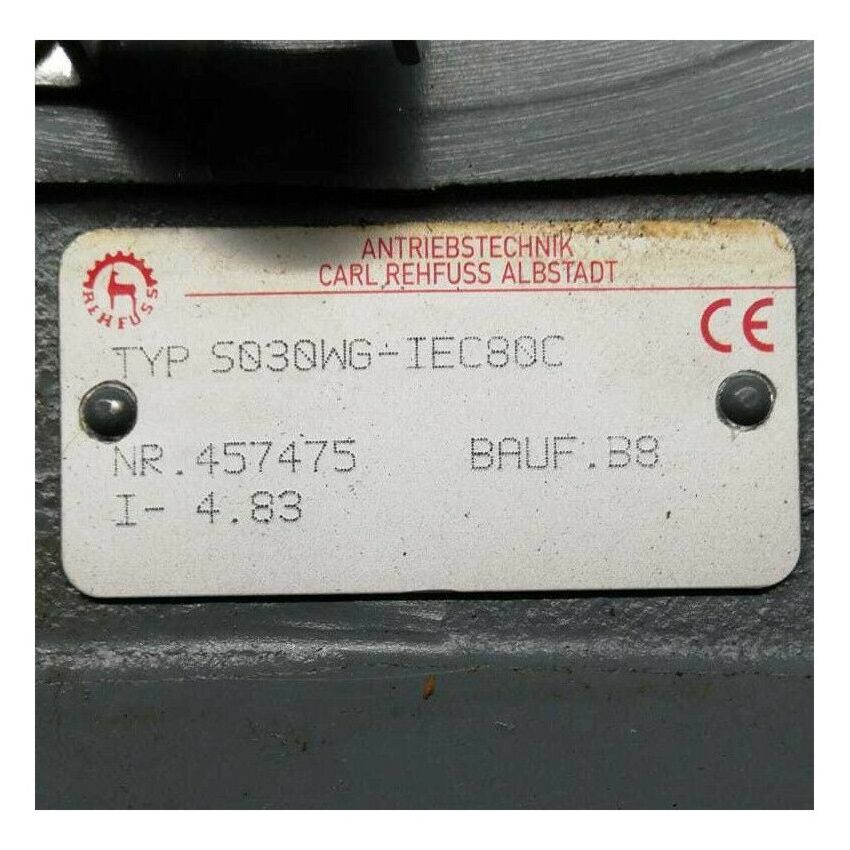 ANTRIEBSTECHNIK
CARL REHFUSS ALBSTADT
REHFUSS
CE
TYP S030WG-IEC80C
NR.457475 BAUF.B8
I- 4.83